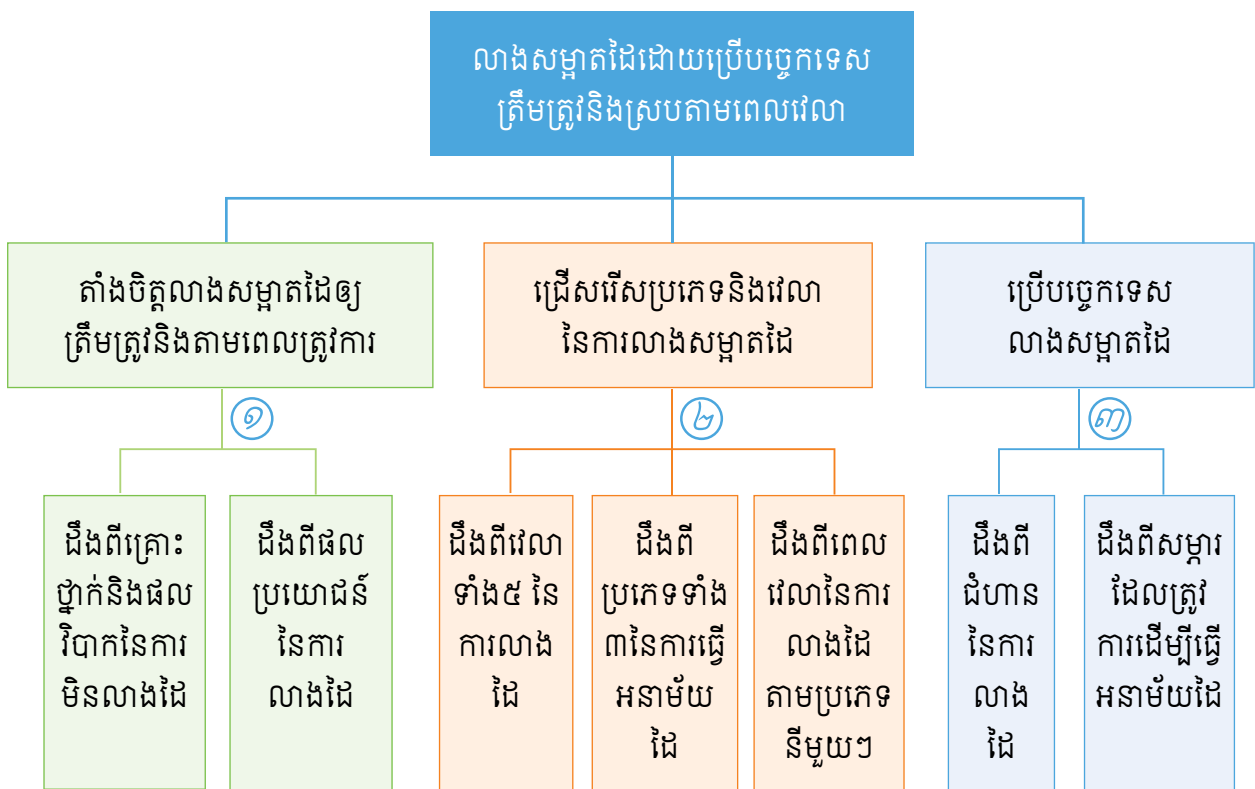 លាងសម្អាតដៃដោយប្រើបច្ចេកទេស
ត្រឹមត្រូវនិងស្របតាមពេលវេលា
តាំងចិត្តលាងសម្អាតដៃឲ្យ
ត្រឹមត្រូវនិងតាមពេលត្រូវការ
ជ្រើសរើសប្រភេទនិងវេលា
នៃការលាងសម្អាតដៃ
ប្រើបច្ចេកទេស
លាងសម្អាតដៃ
១
២
៣
ដឹងពីគ្រោះ
ថ្នាក់និងផល
វិបាកនៃការ
មិនលាងដៃ
ដឹងពីផល
ប្រយោជន៍
នៃការ
លាងដៃ
ដឹងពីវេលា
ទាំង៥ នៃ
ការលាង
ដៃ
ដឹងពី
ប្រភេទទាំង
៣នៃការធ្វើ
អនាម័យ
ដៃ
ដឹងពីពេល
វេលានៃការ
លាងដៃ
តាមប្រភេទ
នីមួយៗ
ដឹងពី
ជំហាន
នៃការ
លាង
ដៃ
ដឹងពីសម្ភារ
ដែលត្រូវ
ការដើម្បីធ្វើ
អនាម័យដៃ